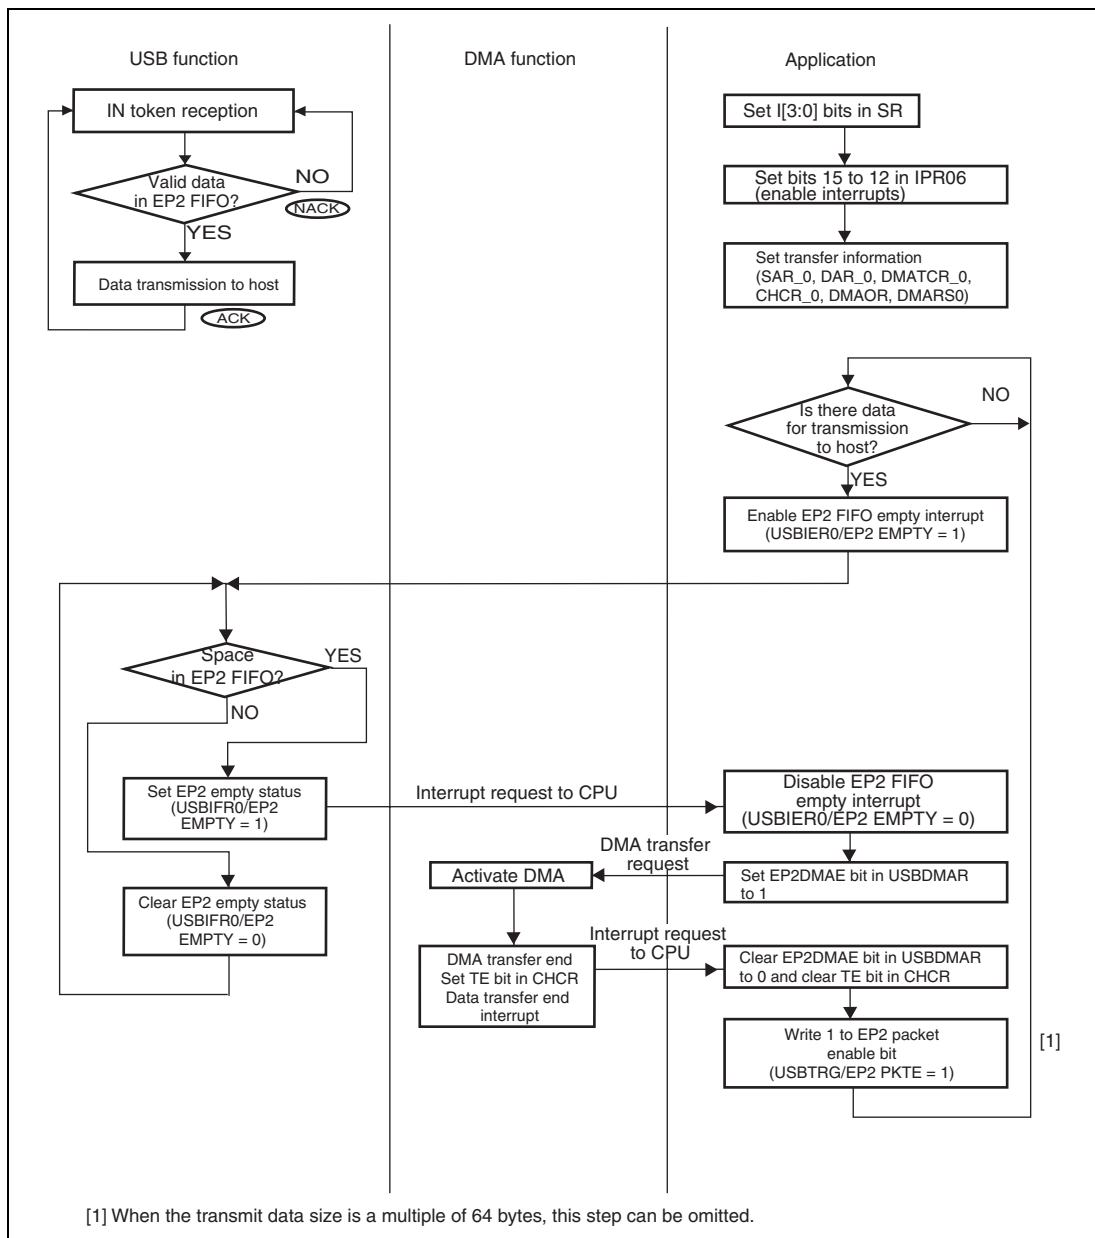 USB function
DMA function
Application
IN token reception
Valid data
in EP2 FIFO?
NO
NACK
YES
Data transmission to host
ACK
Set I[3:0] bits in SR
Set bits 15 to 12 in IPR06
(enable interrupts)
Set transfer information
(SAR_0, DAR_0, DMATCR_0,
CHCR_0, DMAOR, DMARS0)
Is there data
for transmission
to host?
NO
YES
Enable EP2 FIFO empty interrupt
(USBIER0/EP2 EMPTY = 1)
Space
in EP2 FIFO?
YES
NO
Set EP2 empty status
(USBIFR0/EP2
EMPTY = 1)
Interrupt request to CPU
Disable EP2 FIFO
empty interrupt
(USBIER0/EP2 EMPTY = 0)
DMA transfer
request
Activate DMA
Set EP2DMAE bit in USBDMAR
to 1
Clear EP2 empty status
(USBIFR0/EP2
EMPTY = 0)
DMA transfer end
Set TE bit in CHCR
Data transfer end
interrupt
Interrupt request
to CPU
Clear EP2DMAE bit in USBDMAR
to 0 and clear TE bit in CHCR
Write 1 to EP2 packet
enable bit
(USBTRG/EP2 PKTE = 1)
[1]
[1] When the transmit data size is a multiple of 64 bytes, this step can be omitted.